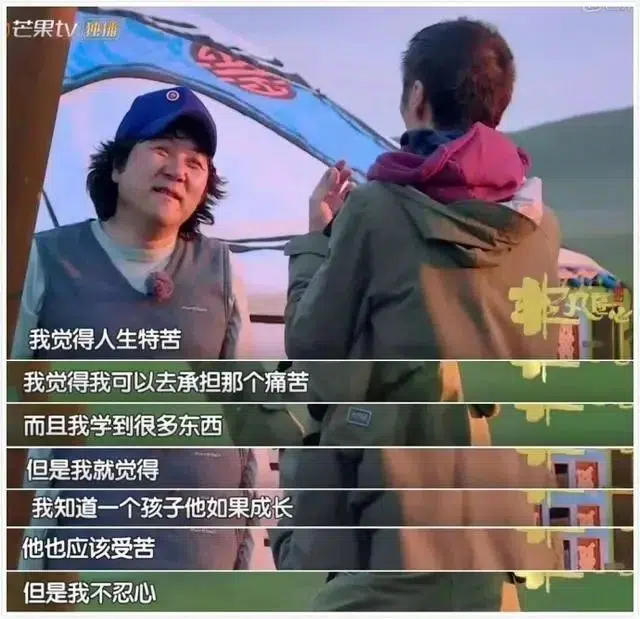 芒果tv 独播
我觉得人生特苦
我觉得我可以去承担那个痛苦
而且我学到很多东西
但是我就觉得
我知道一个孩子他如果成长
他也应该受苦
但是我不忍心